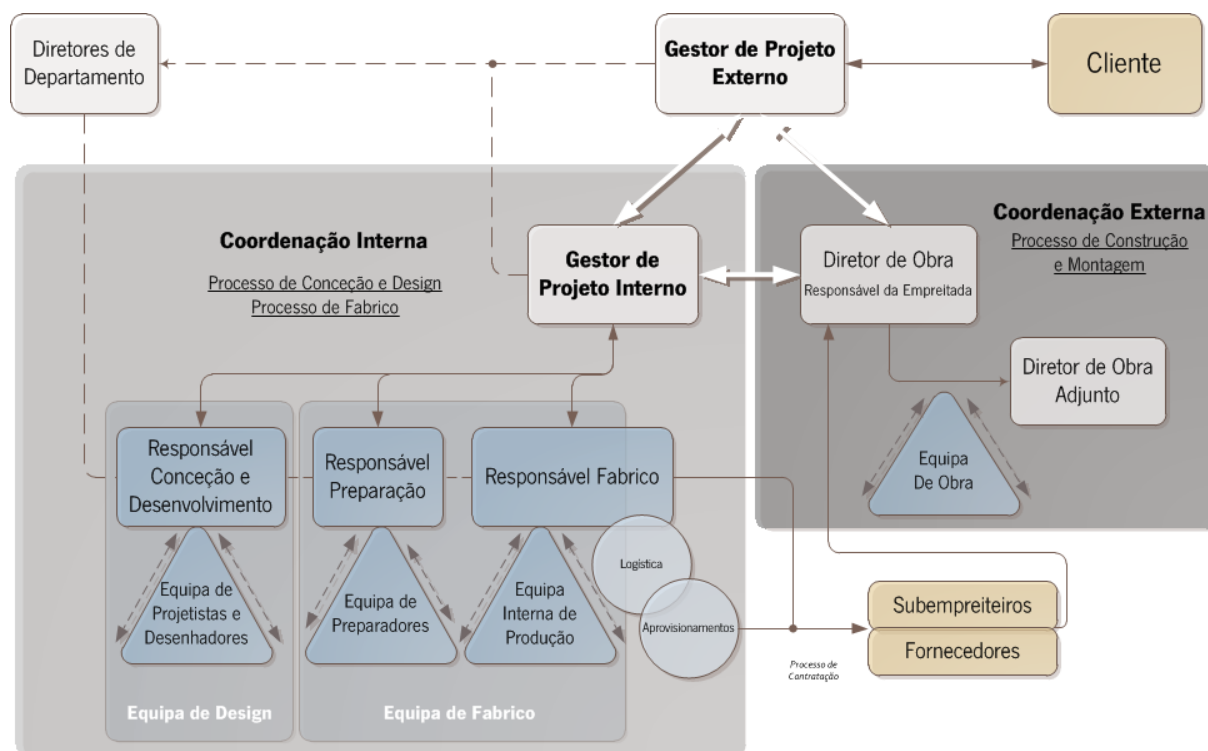 Diretores de
Departamento
Gestor de Projeto
Externo
Cliente
Coordenação Interna
Processo de Conceção e Design
Processo de Fabrico
Gestor de
Projeto Interno
Coordenação Externa
Processo de Construção
e Montagem
Diretor de Obra
Responsável da Empreitada
Diretor de Obra
Adjunto
Equipa
De Obra
Responsável
Conceção e
Desenvolvimento
Responsável
Preparação
Responsável Fabrico
Equipa de
Projetistas e
Desenhadores
Equipa de
Preparadores
Equipa
Interna de
Produção
Logística
Aprovisionamentos
Subempreiteiros
Fornecedores
Processo de
Contratação
Equipa de Design
Equipa de Fabrico